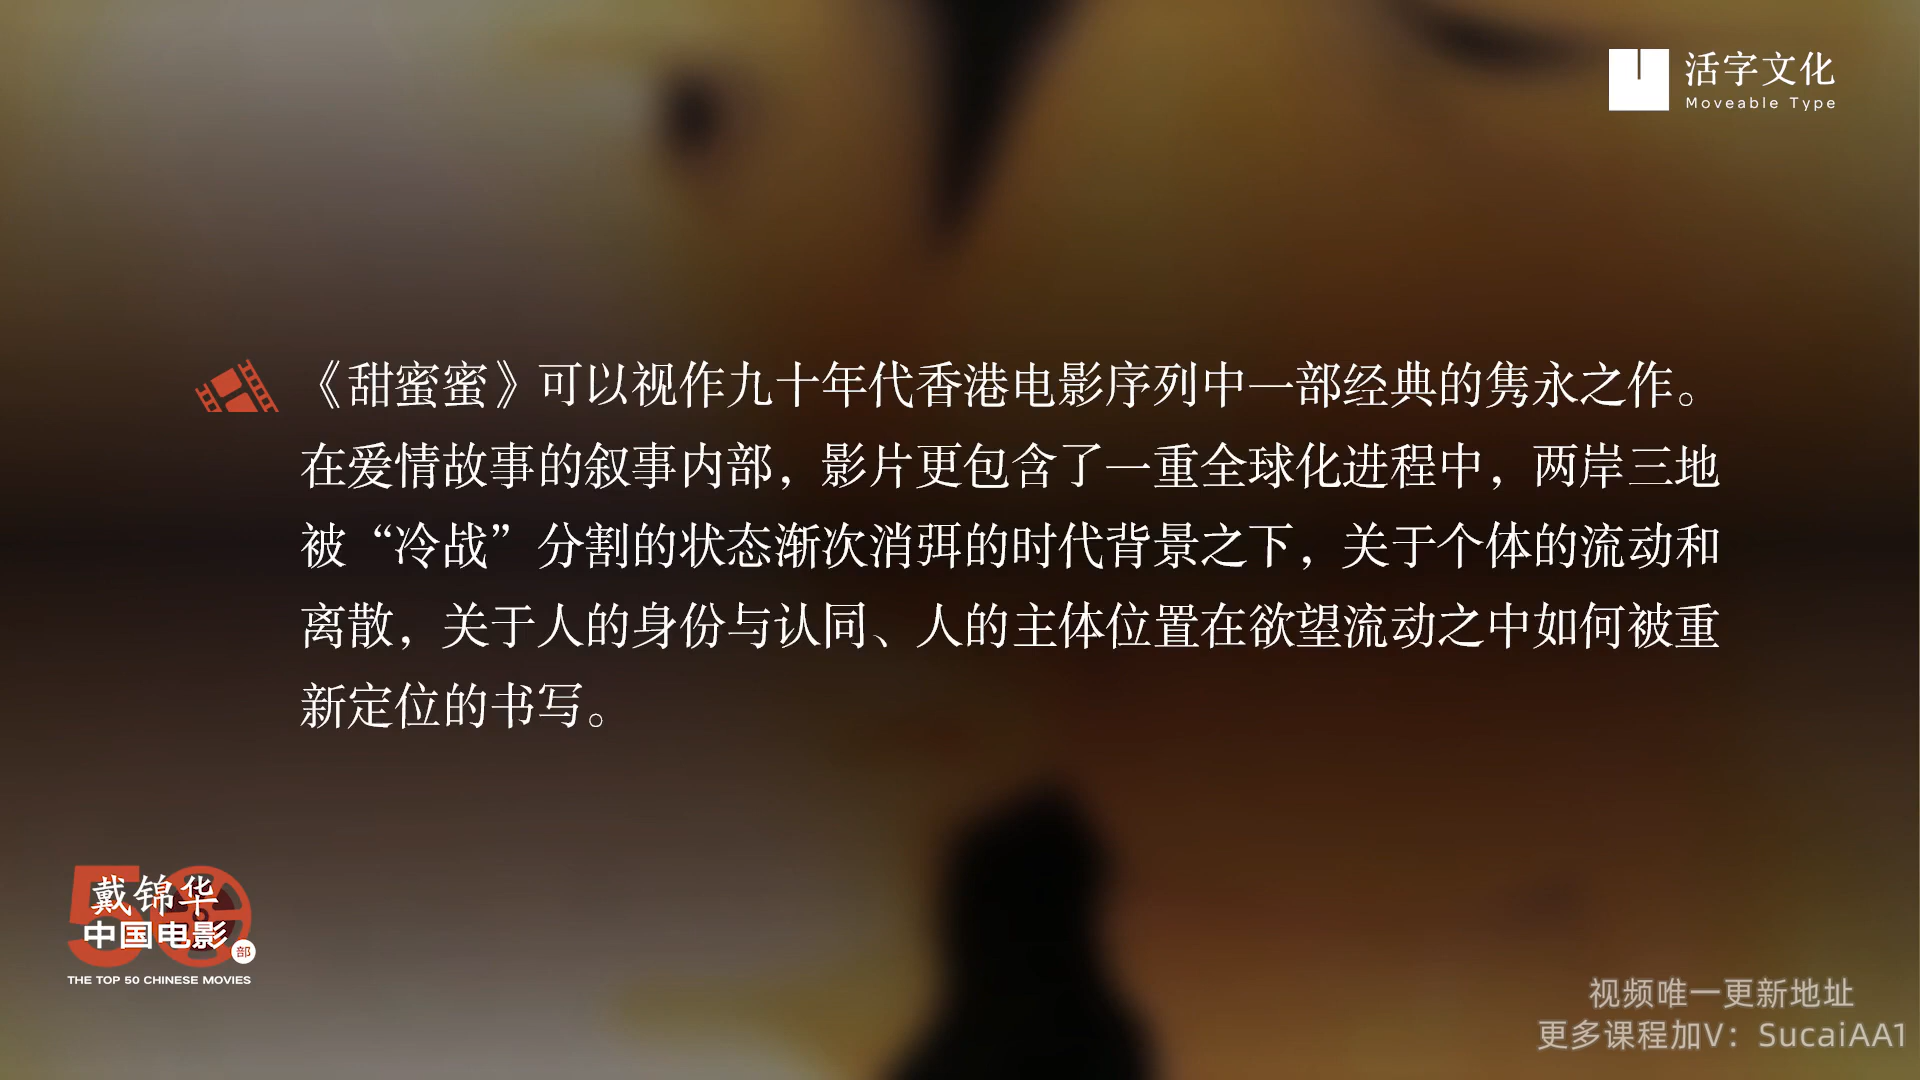 活字文化
Moveable Type
《甜蜜蜜》可以视作九十年代香港电影序列中一部经典的隽永之作。
在爱情故事的叙事内部，影片更包含了一重全球化进程中，两岸三地
被“冷战”分割的状态渐次消弭的时代背景之下，关于个体的流动和
离散，关于人的身份与认同、人的主体位置在欲望流动之中如何被重
新定位的书写。
50
戴锦华
中国电影
部
THE TOP 50 CHINESE MOVIES
视频唯一更新地址
更多课程加V：SucaiAA1